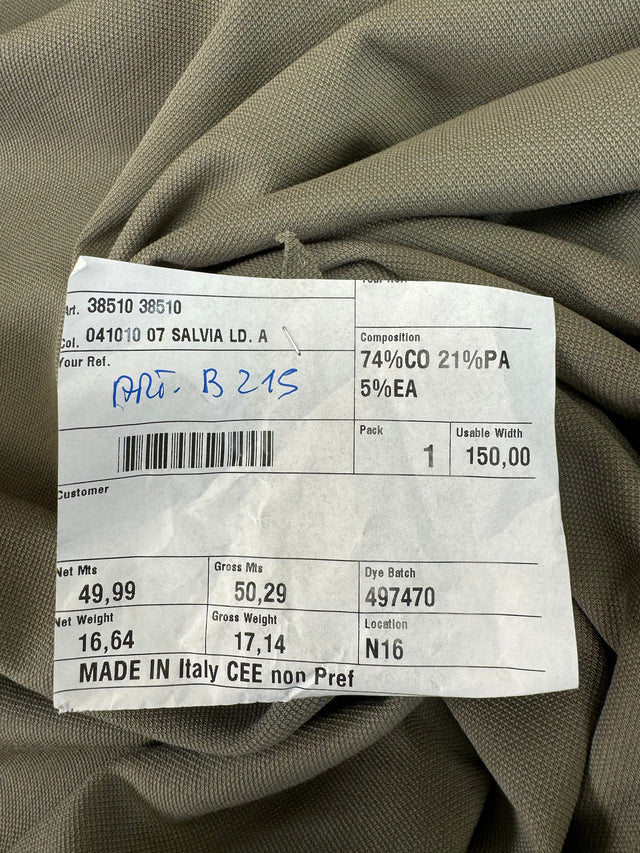 Art. 38510 38510
Col. 041010 07 SALVIA LD. A
Your Ref.
ART. B 215
Composition
74%CO 21%PA
5%EA
Pack
1
Usable Width
150,00
Customer
Net Mts
49,99
Gross Mts
50,29
Dye Batch
497470
Net Weight
16,64
Gross Weight
17,14
Location
N16
MADE IN Italy CEE non Pref